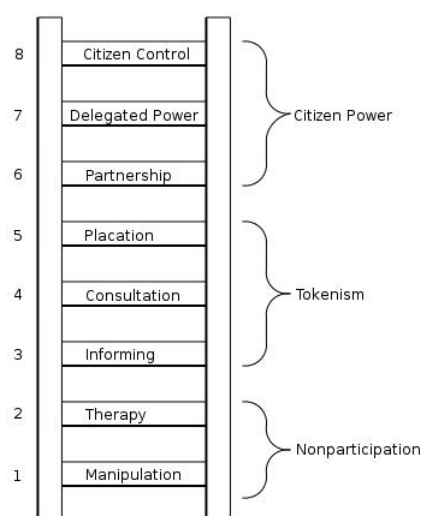 8 Citizen Control
7 Delegated Power Citizen Power
6 Partnership
5 Placation
4 Consultation Tokenism
3 Informing
2 Therapy
Nonparticipation
1 Manipulation